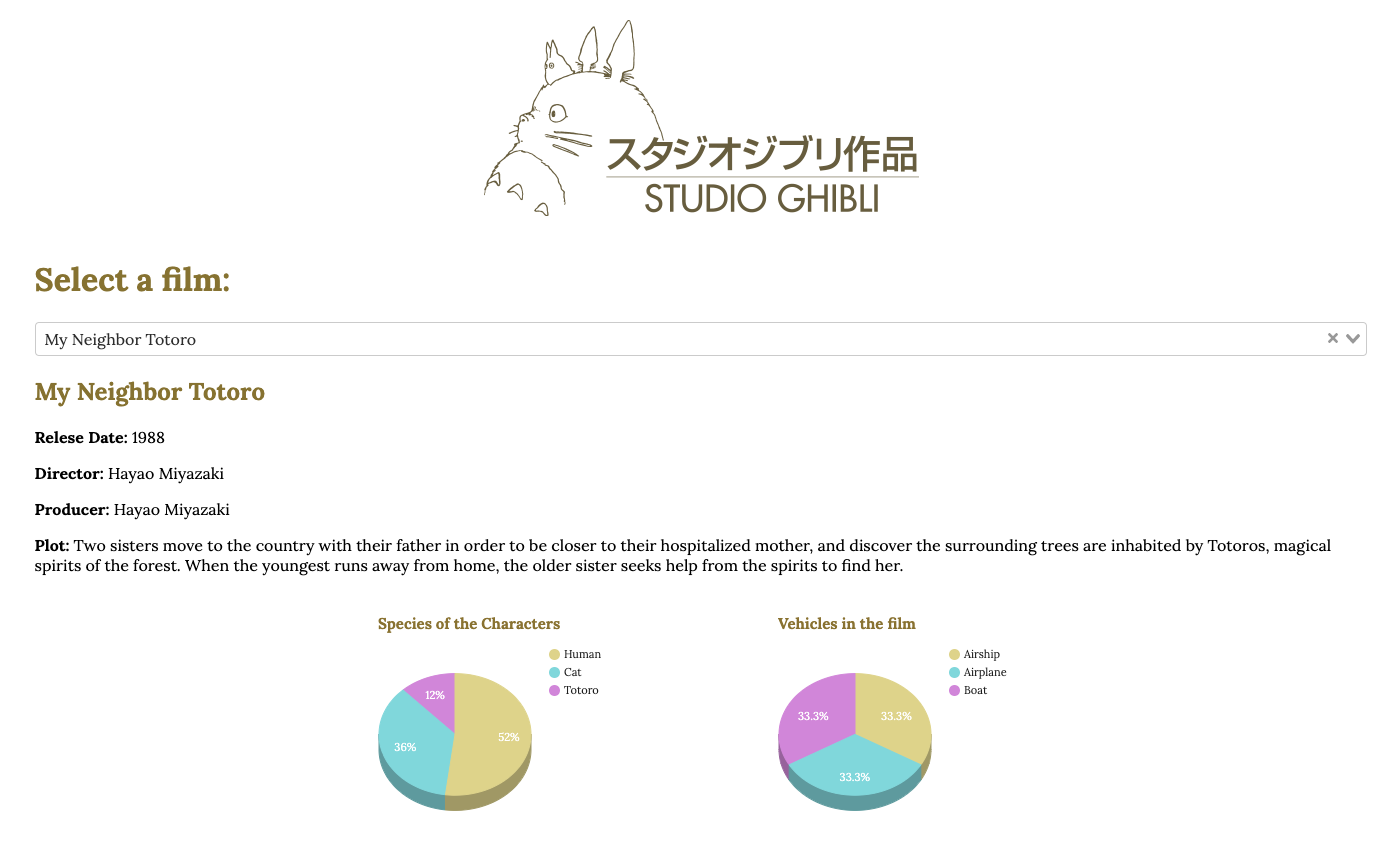 スタジオジブリ作品
STUDIO GHIBLI
Select a film:
My Neighbor Totoro
My Neighbor Totoro
Relese Date: 1988
Director: Hayao Miyazaki
Producer: Hayao Miyazaki
Plot: Two sisters move to the country with their father in order to be closer to their hospitalized mother, and discover the surrounding trees are inhabited by Totoros, magical
spirits of the forest. When the youngest runs away from home, the older sister seeks help from the spirits to find her.
Species of the Characters
Human
Cat
Totoro
12%
52%
36%
Vehicles in the film
Airship
Airplane
Boat
33.3%
33.3%
33.3%